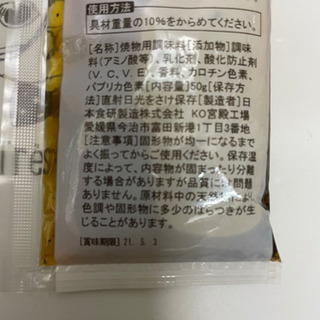 使用方法
具材重量の10%をからめてください。
[名称]焼物用調味料[添加物]調味
料(アミノ酸等)、乳化剤、酸化防止剤
(V.C,V.E)、香料、カロチン色素、
パプリカ色素[内容量]50g[保存方
法]直射日光をさけ保存[製造者]日
本食研製造株式会社 KO宮殿工場
愛媛県今治市富田新港1丁目3番地
[注意事項]固形物が均一になるまで
よく振ってからご使用ください。保存温
度によって、内容物が固まったり分離
する場合がありますが品質には問題
ありません。原材料中の天然物により
色調や固形物に多少のばらつきが生
じることがあります。
[賞味期限] 21. 5. 3